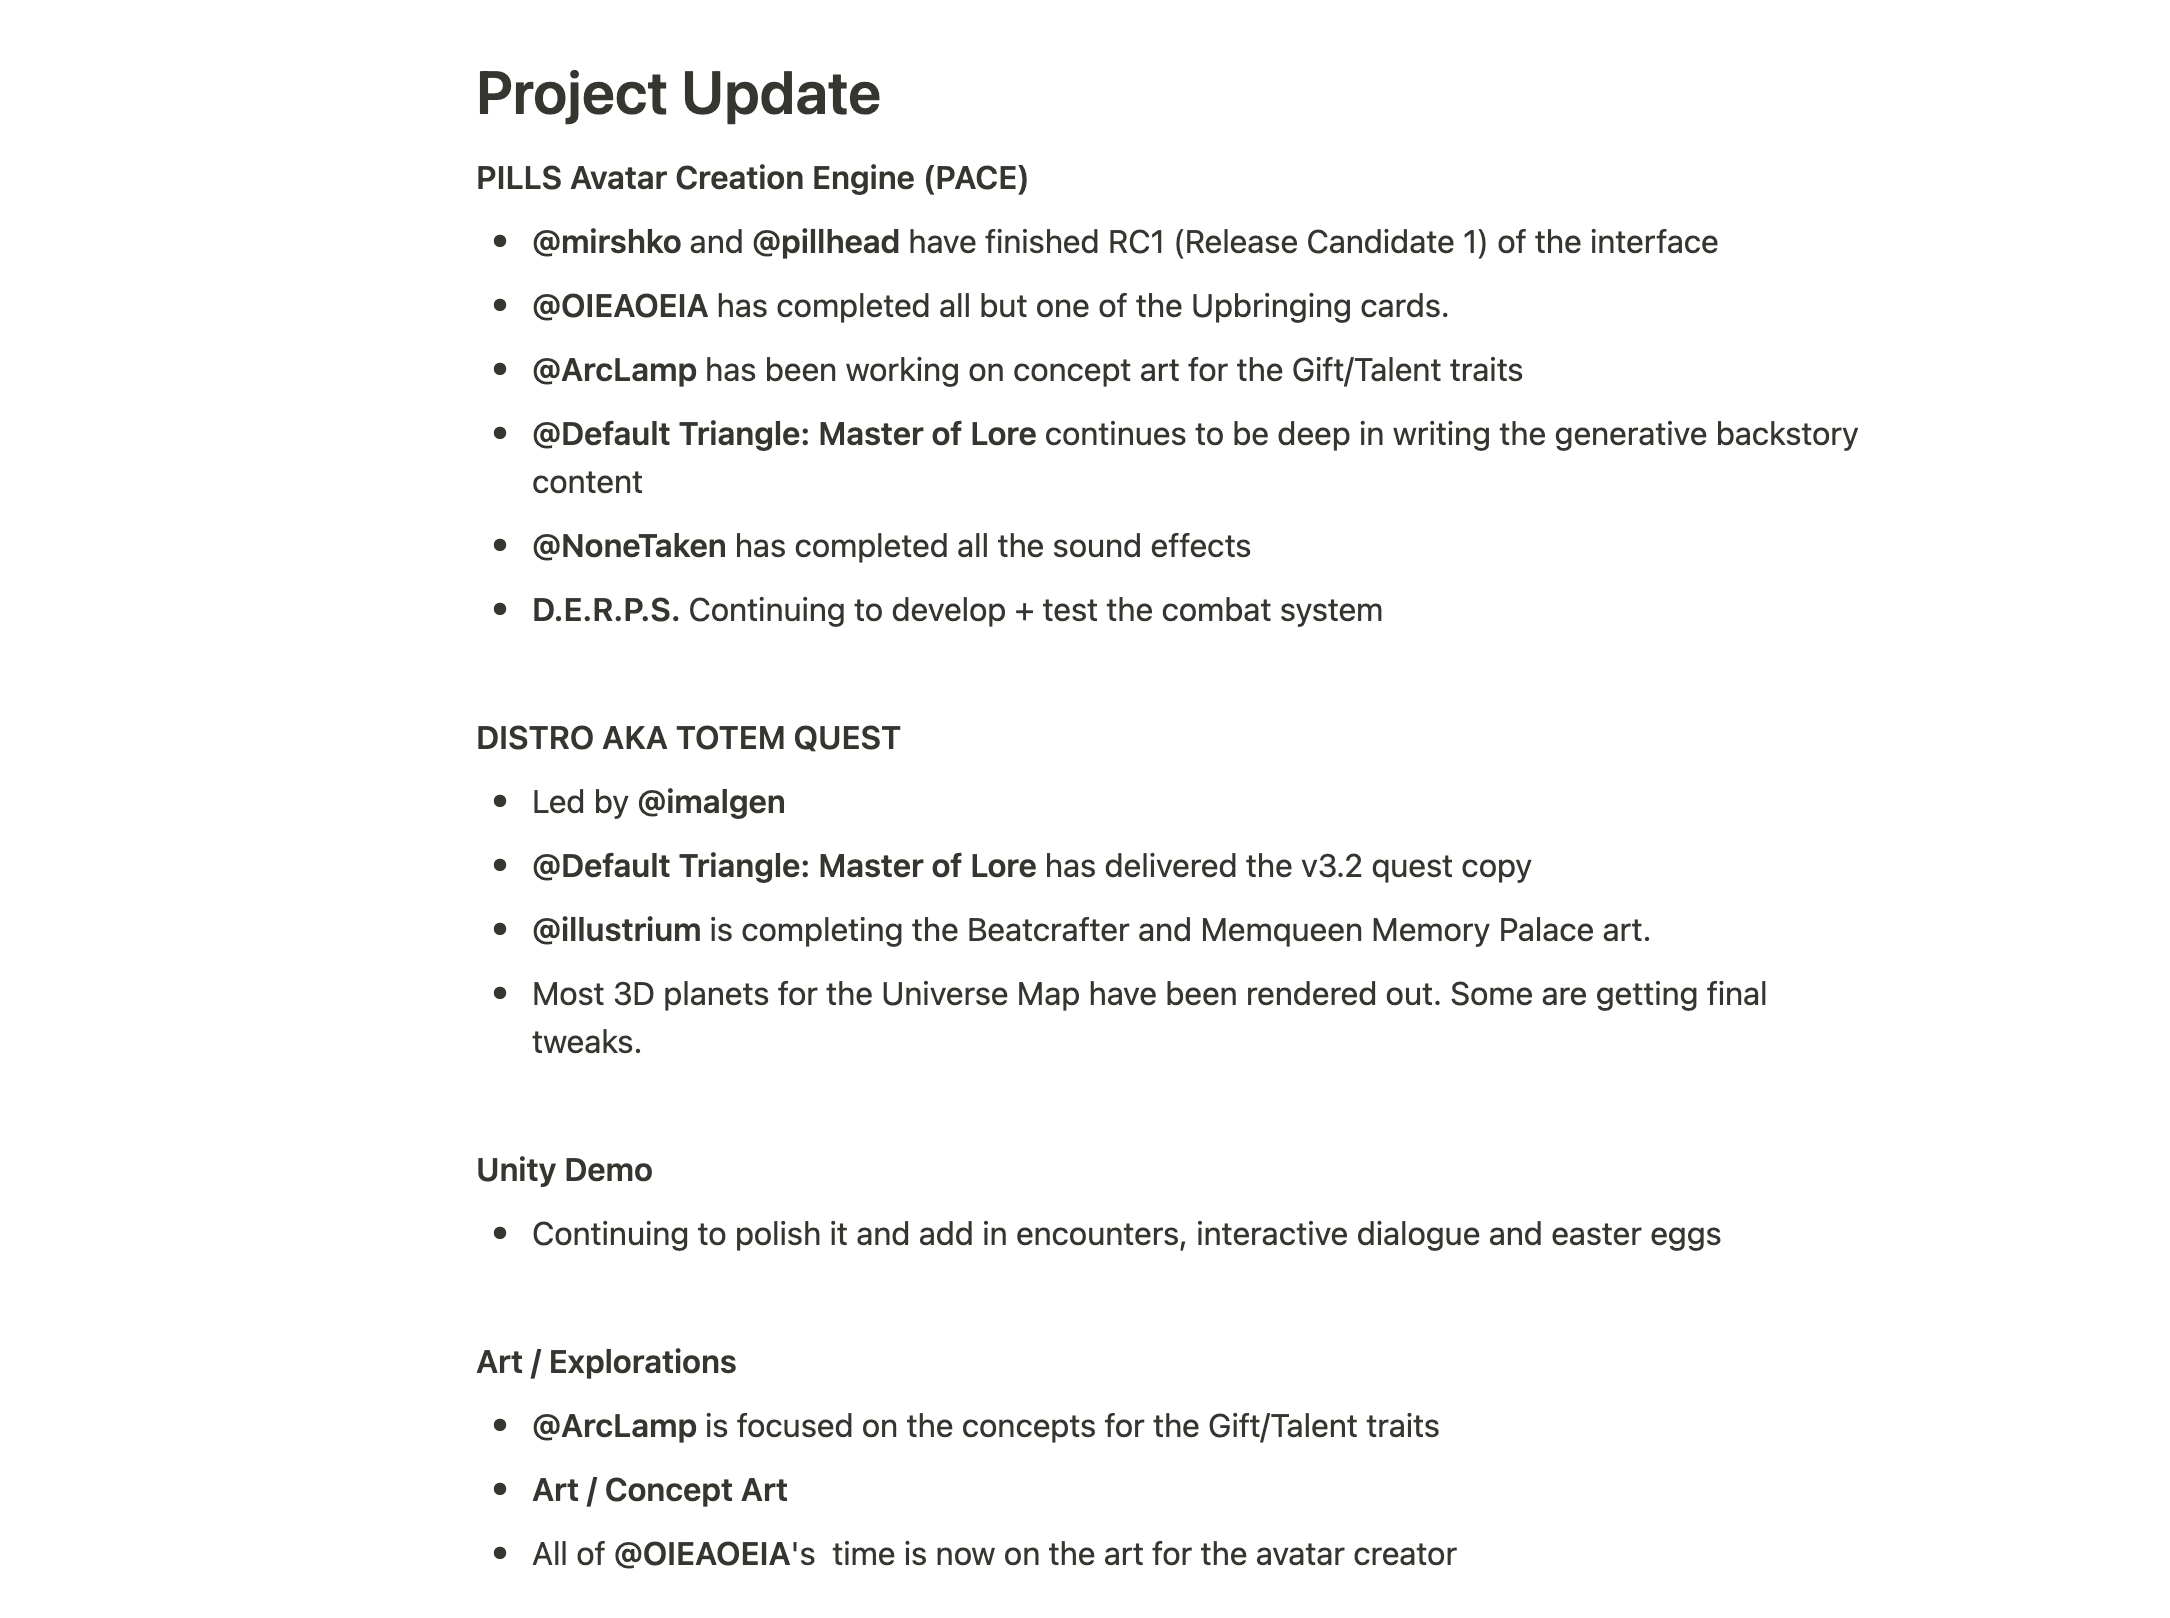 Project Update
PILLS Avatar Creation Engine (PACE)
• @mirshko and @pillhead have finished RC1 (Release Candidate 1) of the interface
• @OIEAOEIA has completed all but one of the Upbringing cards.
• @ArcLamp has been working on concept art for the Gift/Talent traits
• @Default Triangle: Master of Lore continues to be deep in writing the generative backstory
content
• @NoneTaken has completed all the sound effects
• D.E.R.P.S. Continuing to develop + test the combat system
DISTRO AKA TOTEM QUEST
• Led by @imalgen
• @Default Triangle: Master of Lore has delivered the v3.2 quest copy
• @illustrium is completing the Beatcrafter and Memqueen Memory Palace art.
• Most 3D planets for the Universe Map have been rendered out. Some are getting final
tweaks.
Unity Demo
• Continuing to polish it and add in encounters, interactive dialogue and easter eggs
Art / Explorations
• @ArcLamp is focused on the concepts for the Gift/Talent traits
• Art / Concept Art
• All of @OIEAOEIA's  time is now on the art for the avatar creator